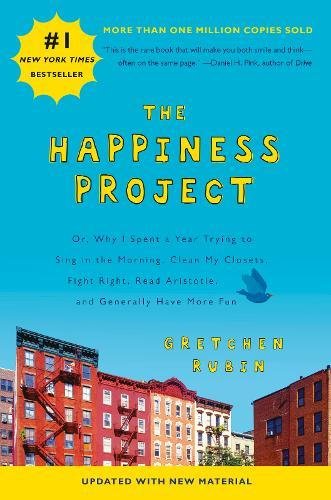 #1
NEW YORK TIMES
BESTSELLER
MORE THAN ONE MILLION COPIES SOLD
"This is the rare book that will make you both smile and think—
often on the same page." —Daniel H. Pink, author of Drive
THE
HAPPINESS
PROJECT
Or, Why I Spent a Year Trying to
Sing in the Morning, Clean My Closets,
Fight Right, Read Aristotle,
and Generally Have More Fun
GRETCHEN
RUBIN
UPDATED WITH NEW MATERIAL